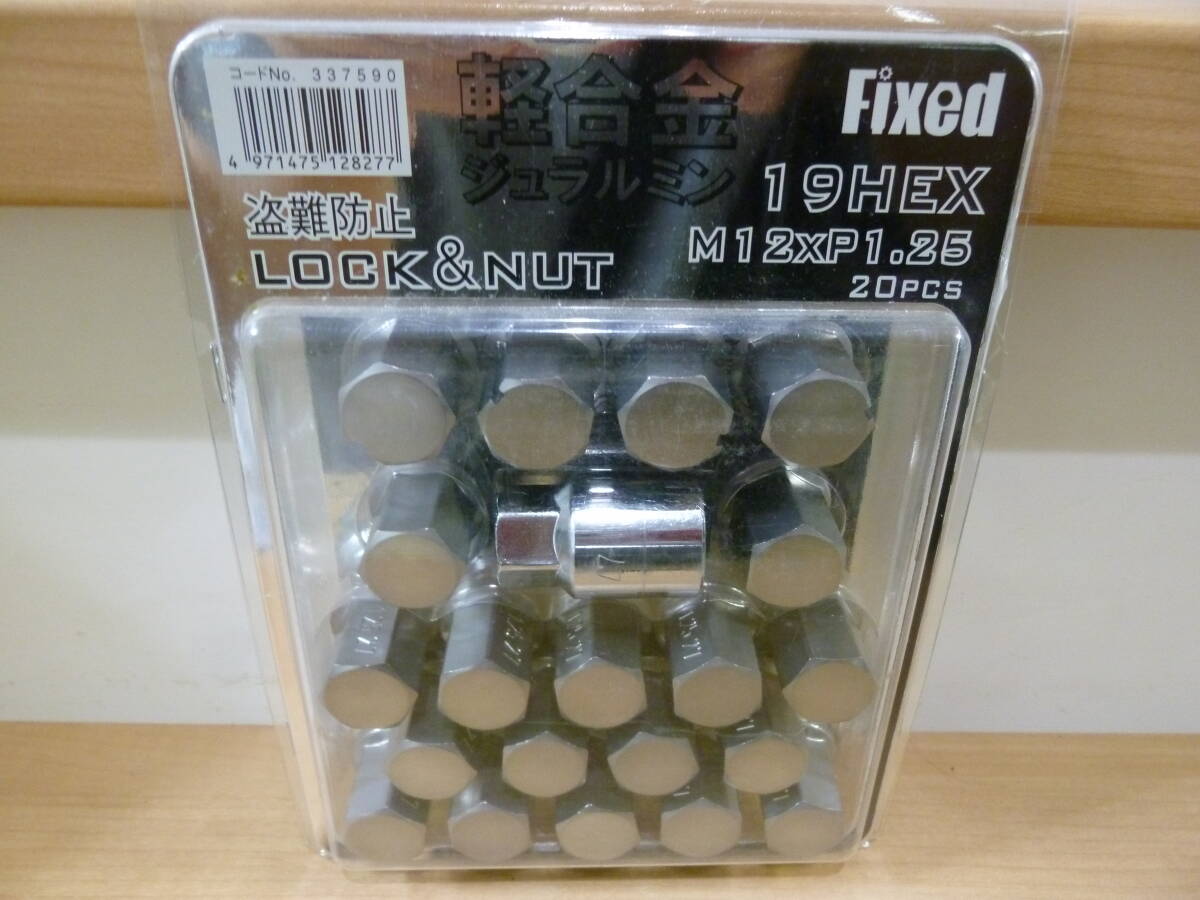 コードNo. 337590
4 971475 128277
軽合金
ジュラルミン
Fixed
19HEX
M12xP1.25
20PCS
盗難防止
LOCK&NUT
47